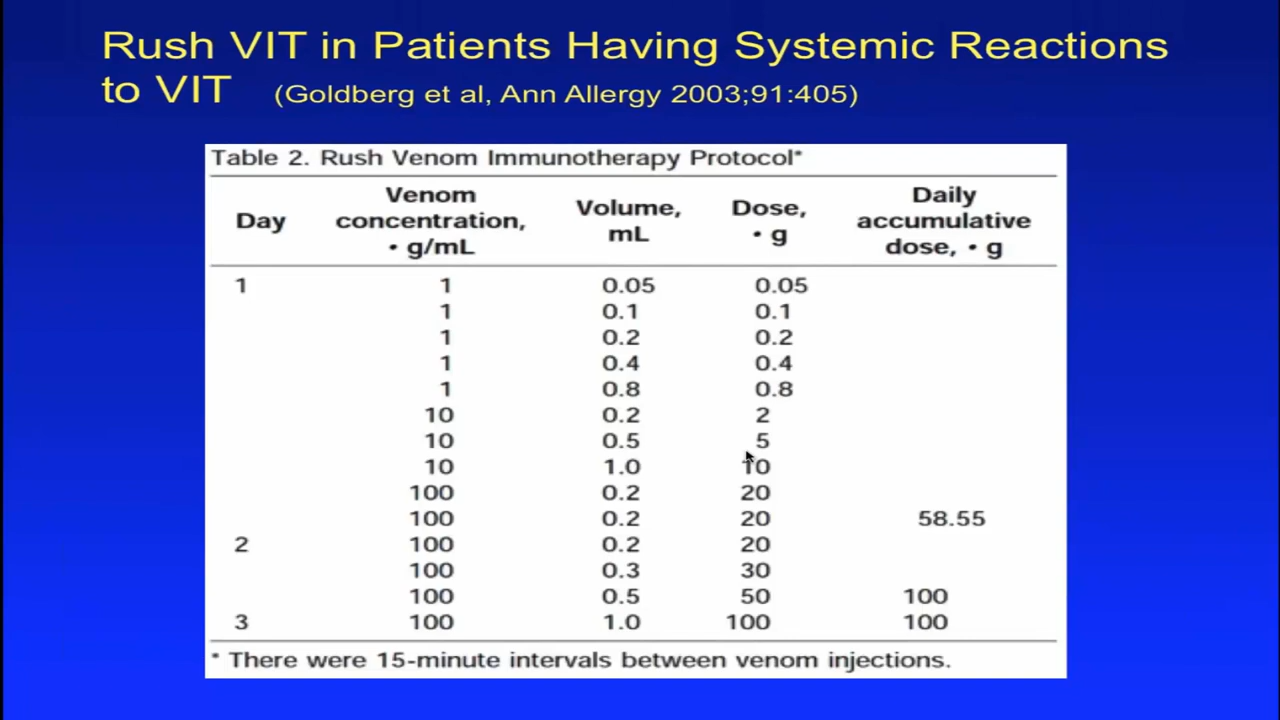 Rush VIT in Patients Having Systemic Reactions
to VIT (Goldberg et al, Ann Allergy 2003;91:405)
Table 2. Rush Venom Immunotherapy Protocol*
Day Venom concentration, • g/mL Volume, mL Dose, • g Daily accumulative dose, • g
1 1 0.05 0.05
1 0.1 0.1
1 0.2 0.2
1 0.4 0.4
1 0.8 0.8
10 0.2 2
10 0.5 5
10 1.0 10
100 0.2 20
100 0.2 20 58.55
2 100 0.2 20
100 0.3 30
100 0.5 50 100
3 100 1.0 100 100
* There were 15-minute intervals between venom injections.